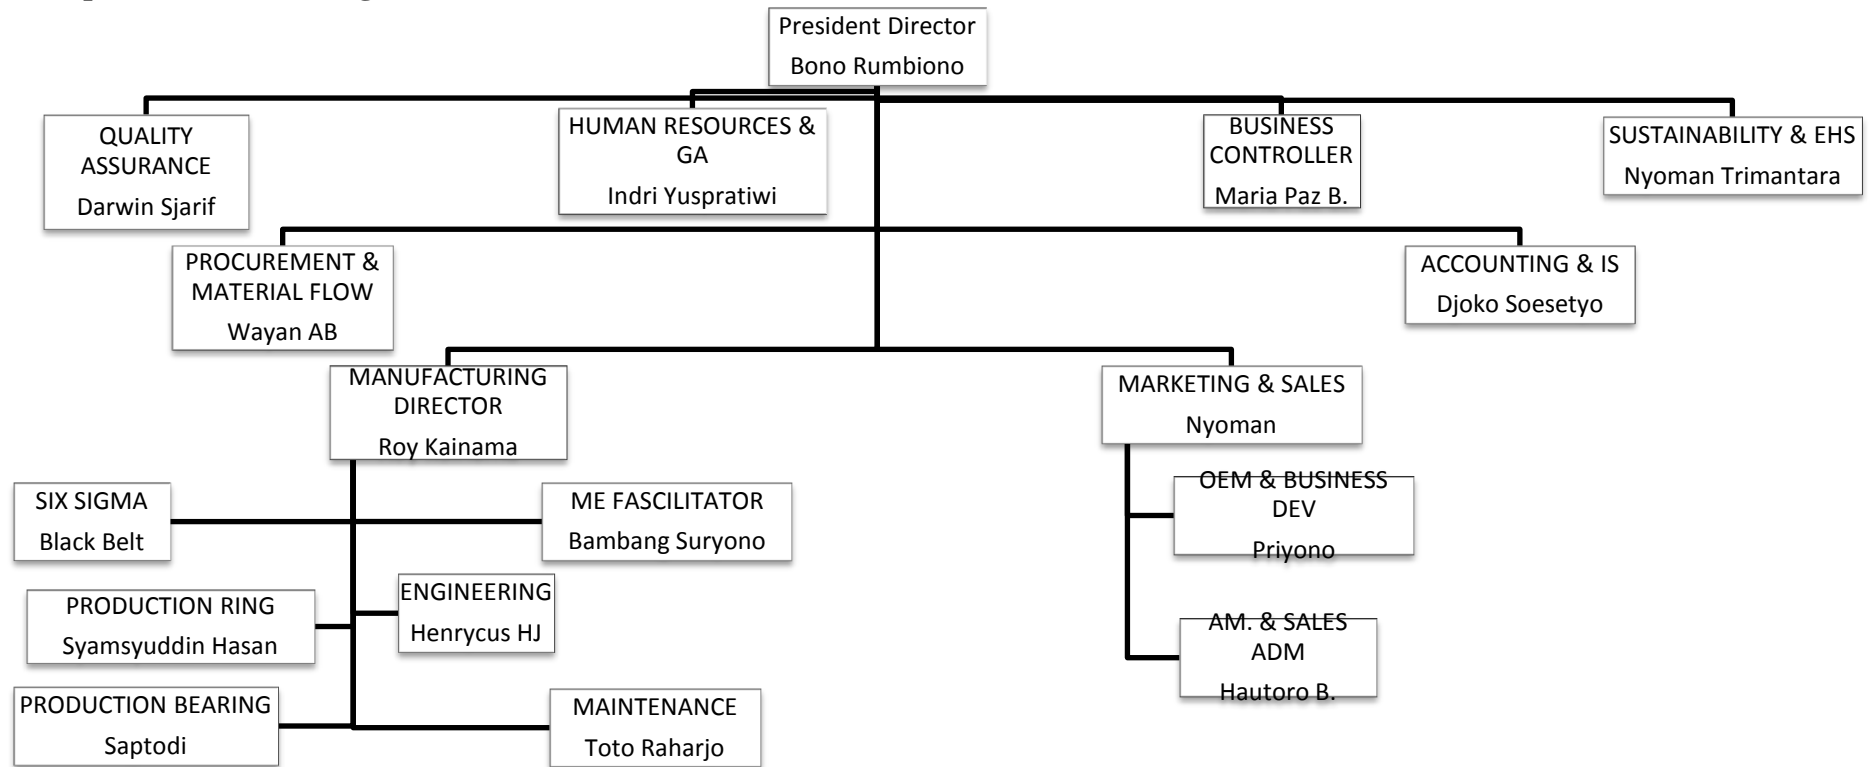 President Director
Bono Rumbiono
QUALITY
ASSURANCE
Darwin Sjarif
HUMAN RESOURCES &
GA
Indri Yuspratiwi
BUSINESS
CONTROLLER
Maria Paz B.
SUSTAINABILITY & EHS
Nyoman Trimantara
PROCUREMENT &
MATERIAL FLOW
Wayan AB
ACCOUNTING & IS
Djoko Soesetyo
MANUFACTURING
DIRECTOR
Roy Kainama
MARKETING & SALES
Nyoman
SIX SIGMA
Black Belt
ME FASCILITATOR
Bambang Suryono
OEM & BUSINESS
DEV
Priyono
PRODUCTION RING
Syamsyuddin Hasan
ENGINEERING
Henrycus HJ
AM. & SALES
ADM
Hautoro B.
PRODUCTION BEARING
Saptodi
MAINTENANCE
Toto Raharjo